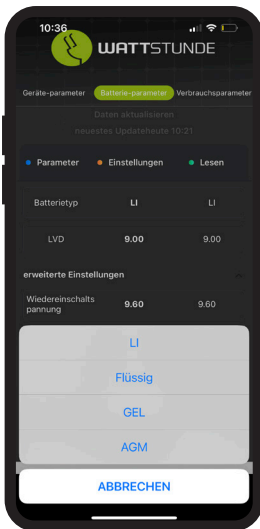 10:36
WATTSTUNDE
Geräte-parameter Batterie-parameter Verbrauchsparameter
Daten aktualisieren
neuestes Updateheute 10:21
Parameter Einstellungen Lesen
Batterietyp LI LI
LVD 9.00 9.00
erweiterte Einstellungen
Wiedereinschalts
pannung 9.60 9.60
LI
Flüssig
GEL
AGM
ABBRECHEN